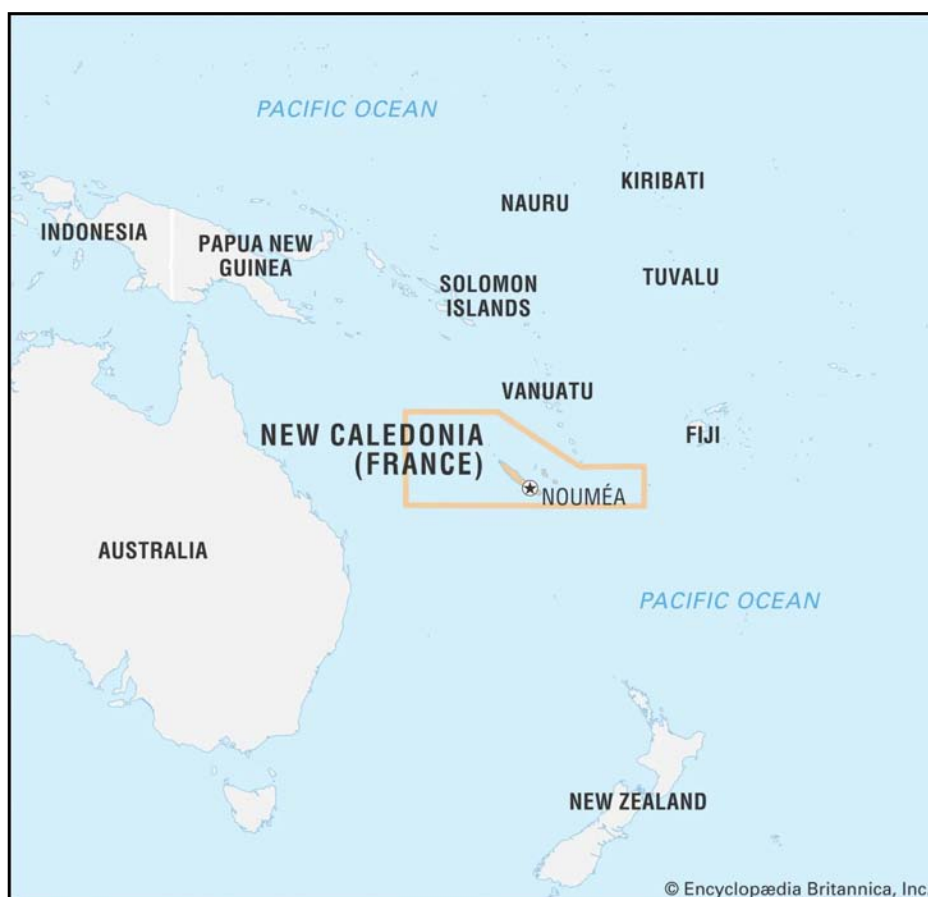 PACIFIC OCEAN
KIRIBATI
NAURU
INDONESIA
PAPUA NEW
GUINEA
SOLOMON
ISLANDS
TUVALU
VANUATU
NEW CALEDONIA
(FRANCE)
FIJI
NOUMÉA
AUSTRALIA
PACIFIC OCEAN
NEW ZEALAND
© Encyclopædia Britannica, Inc.